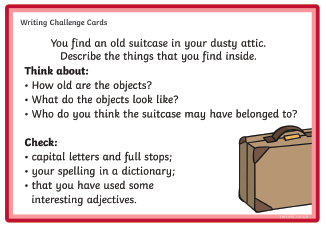 Writing Challenge Cards
You find an old suitcase in your dusty attic.
Describe the things that you find inside.
Think about:
• How old are the objects?
• What do the objects look like?
• Who do you think the suitcase may have belonged to?
Check:
• capital letters and full stops;
• your spelling in a dictionary;
• that you have used some
interesting adjectives.